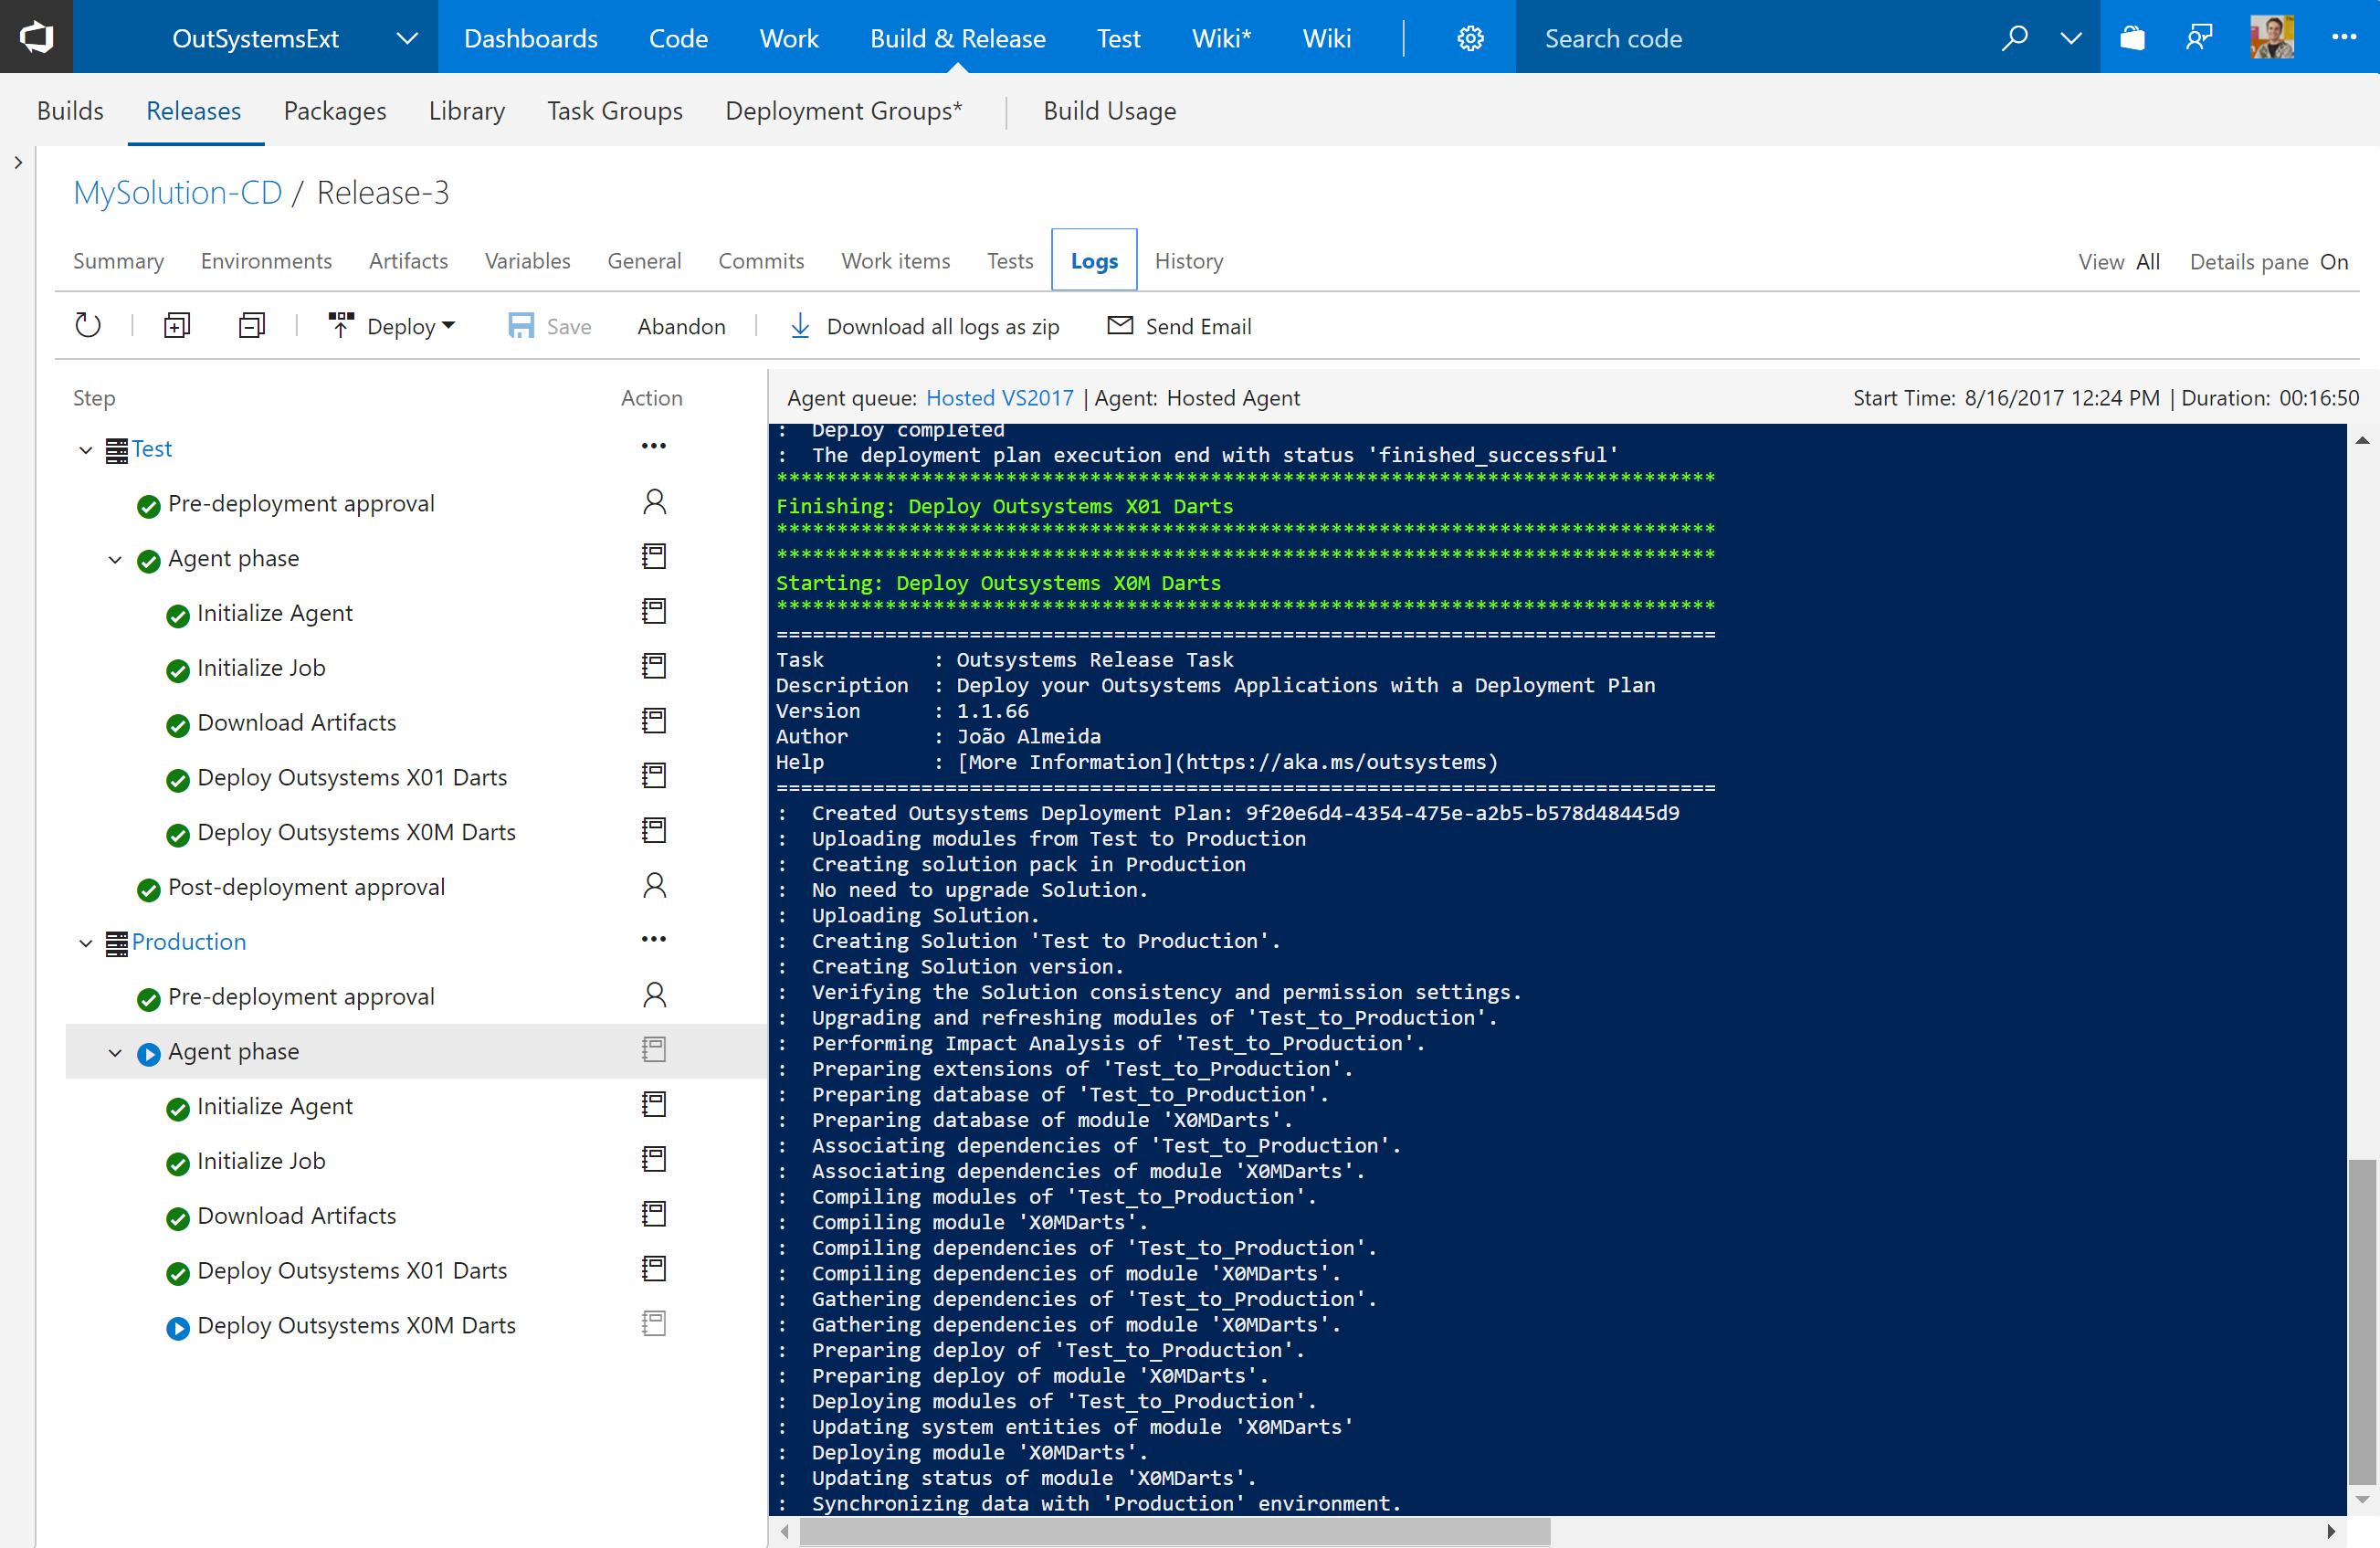 OutSystemsExt Dashboards Code Work Build & Release Test Wiki* Wiki Search code
Builds Releases Packages Library Task Groups Deployment Groups* Build Usage
MySolution-CD / Release-3
Summary Environments Artifacts Variables General Commits Work items Tests Logs History View All Details pane On
Deploy Save Abandon Download all logs as zip Send Email
Step Action
Test
Pre-deployment approval
Agent phase
Initialize Agent
Initialize Job
Download Artifacts
Deploy Outsystems X01 Darts
Deploy Outsystems X0M Darts
Post-deployment approval
Production
Pre-deployment approval
Agent phase
Initialize Agent
Initialize Job
Download Artifacts
Deploy Outsystems X01 Darts
Deploy Outsystems X0M Darts
Agent queue: Hosted VS2017 | Agent: Hosted Agent Start Time: 8/16/2017 12:24 PM | Duration: 00:16:50
: Deploy completed
: The deployment plan execution end with status 'finished_successful'
******************************************************************************
Finishing: Deploy Outsystems X01 Darts
******************************************************************************
******************************************************************************
Starting: Deploy Outsystems X0M Darts
******************************************************************************
==============================================================================
Task : Outsystems Release Task
Description : Deploy your Outsystems Applications with a Deployment Plan
Version : 1.1.66
Author : João Almeida
Help : [More Information](https://aka.ms/outsystems)
==============================================================================
: Created Outsystems Deployment Plan: 9f20e6d4-4354-475e-a2b5-b578d48445d9
: Uploading modules from Test to Production
: Creating solution pack in Production
: No need to upgrade Solution.
: Uploading Solution.
: Creating Solution 'Test to Production'.
: Creating Solution version.
: Verifying the Solution consistency and permission settings.
: Upgrading and refreshing modules of 'Test_to_Production'.
: Performing Impact Analysis of 'Test_to_Production'.
: Preparing extensions of 'Test_to_Production'.
: Preparing database of 'Test_to_Production'.
: Preparing database of module 'X0MDarts'.
: Associating dependencies of 'Test_to_Production'.
: Associating dependencies of module 'X0MDarts'.
: Compiling modules of 'Test_to_Production'.
: Compiling module 'X0MDarts'.
: Compiling dependencies of 'Test_to_Production'.
: Compiling dependencies of module 'X0MDarts'.
: Gathering dependencies of 'Test_to_Production'.
: Gathering dependencies of module 'X0MDarts'.
: Preparing deploy of 'Test_to_Production'.
: Preparing deploy of module 'X0MDarts'.
: Deploying modules of 'Test_to_Production'.
: Updating system entities of module 'X0MDarts'
: Deploying module 'X0MDarts'.
: Updating status of module 'X0MDarts'.
: Synchronizing data with 'Production' environment.